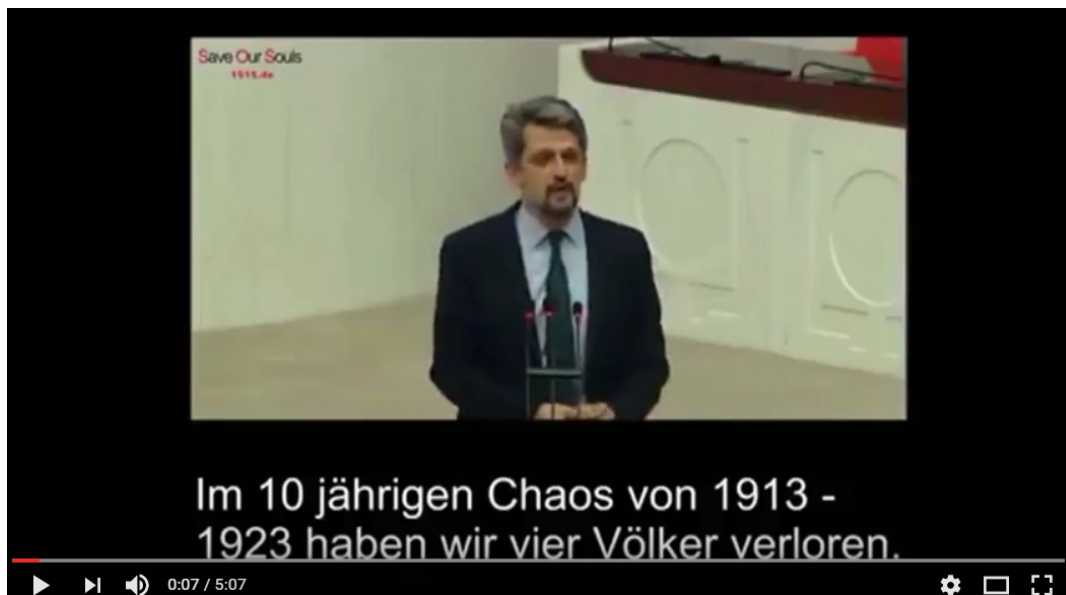 Save Our Souls
1915.de
Im 10 jährigen Chaos von 1913 -
1923 haben wir vier Völker verloren.
0:07 / 5:07